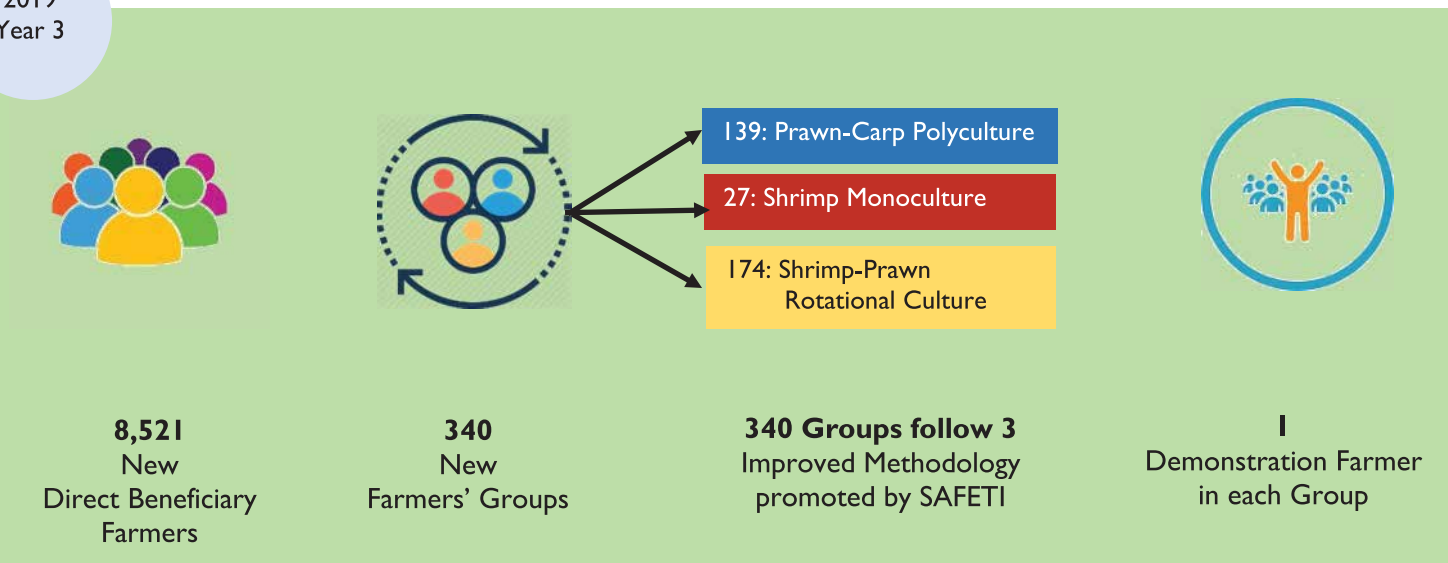 2019
Year 3
139: Prawn-Carp Polyculture
27: Shrimp Monoculture
174: Shrimp-Prawn
Rotational Culture
8,521
New
Direct Beneficiary
Farmers
340
New
Farmers' Groups
340 Groups follow 3
Improved Methodology
promoted by SAFETI
1
Demonstration Farmer
in each Group